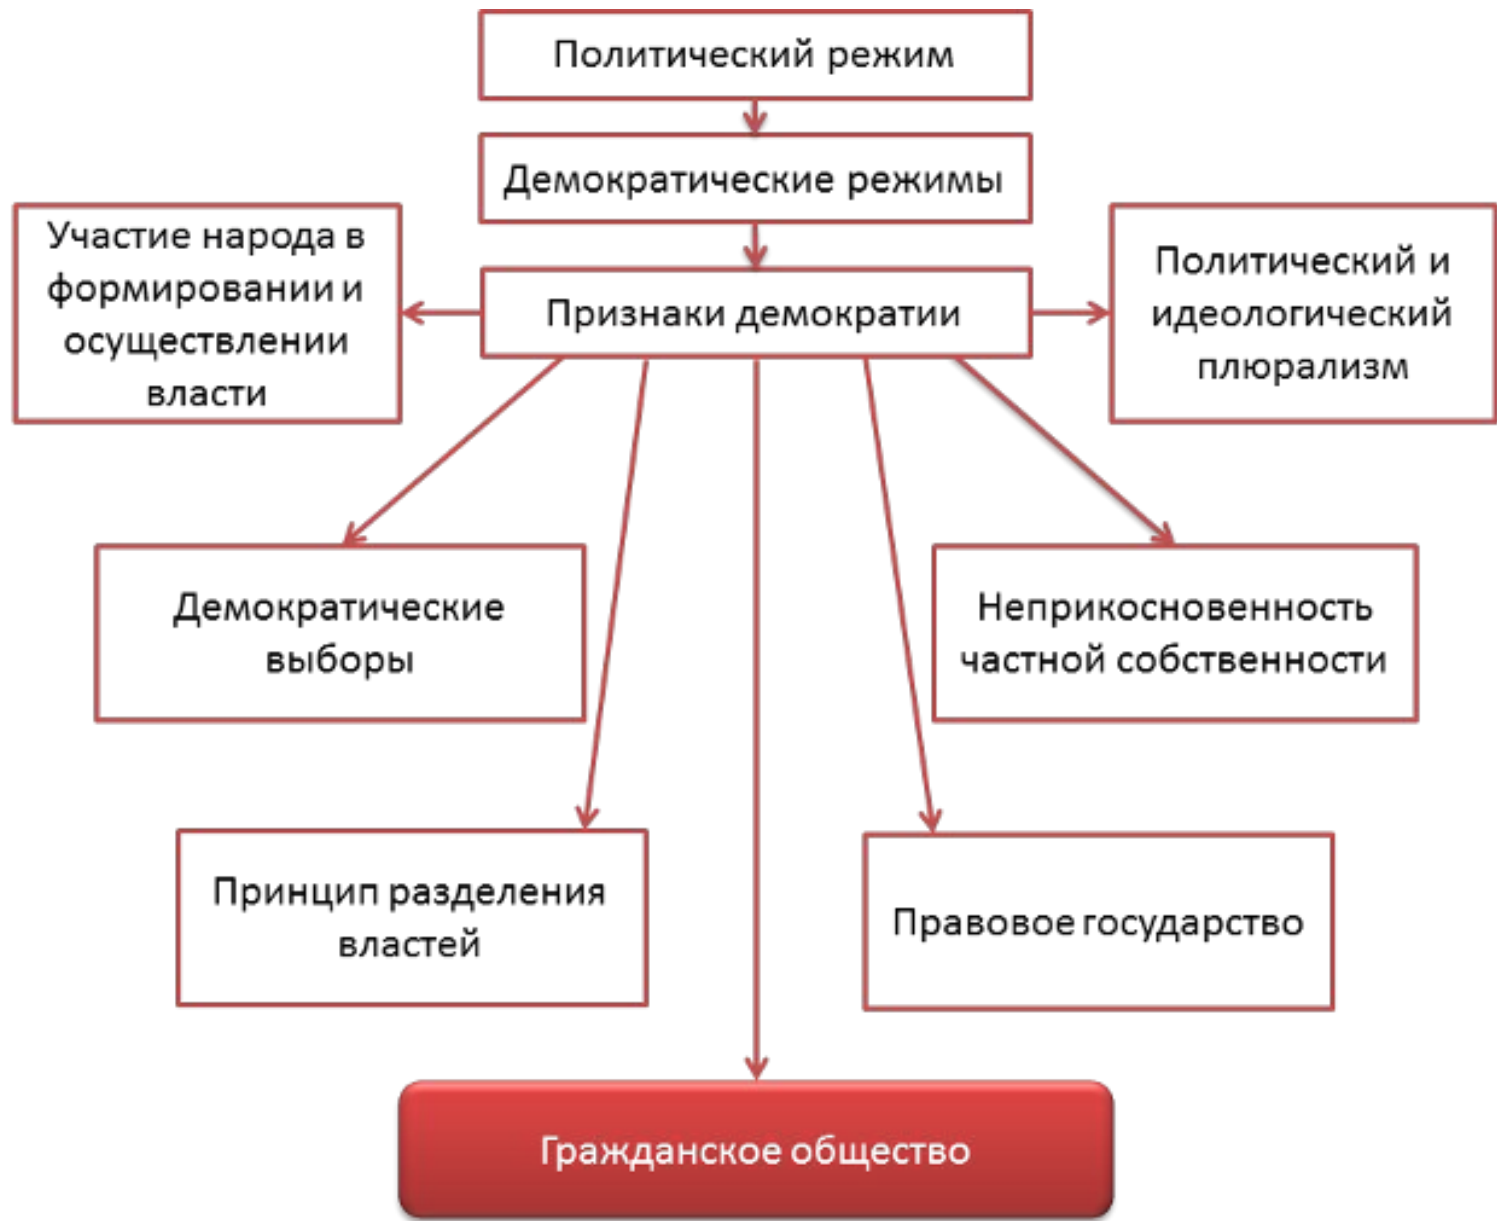 Политический режим
Демократические режимы
Участие народа в
формировании и
осуществлении
власти
Признаки демократии
Политический и
идеологический
плюрализм
Демократические
выборы
Неприкосновенность
частной собственности
Принцип разделения
властей
Правовое государство
Гражданское общество